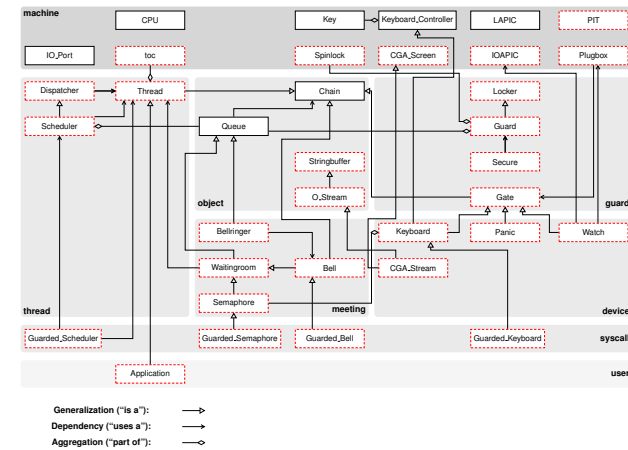 machine
CPU
Key
Keyboard_Controller
LAPIC
PIT
IO_Port
toc
Spinlock
CGA_Screen
IOAPIC
Plugbox
Dispatcher
Thread
Chain
Locker
Scheduler
Queue
Guard
Stringbuffer
Secure
O_Stream
Gate
object
guard
Bellringer
Keyboard
Panic
Watch
Waitingroom
Bell
CGA_Stream
Semaphore
thread
meeting
device
Guarded_Scheduler
Guarded_Semaphore
Guarded_Bell
Guarded_Keyboard
syscall
Application
user
Generalization (“is a”):
Dependency (“uses a”):
Aggregation (“part of”):